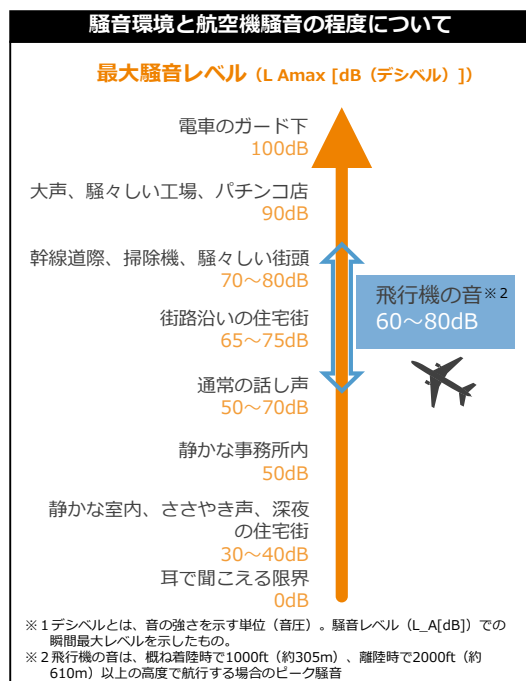 騒音環境と航空機騒音の程度について
最大騒音レベル（L Amax [dB（デシベル）]）
電車のガード下
100dB
大声、騒々しい工場、パチンコ店
90dB
幹線道際、掃除機、騒々しい街頭
70～80dB
飛行機の音※2
60～80dB
街路沿いの住宅街
65～75dB
通常の話し声
50～70dB
静かな事務所内
50dB
静かな室内、ささやき声、深夜
の住宅街
30～40dB
耳で聞こえる限界
0dB
※１デシベルとは、音の強さを示す単位（音圧）。騒音レベル（L_A[dB]）での
瞬間最大レベルを示したもの。
※２飛行機の音は、概ね着陸時で1000ft（約305m）、離陸時で2000ft（約
610m）以上の高度で航行する場合のピーク騒音